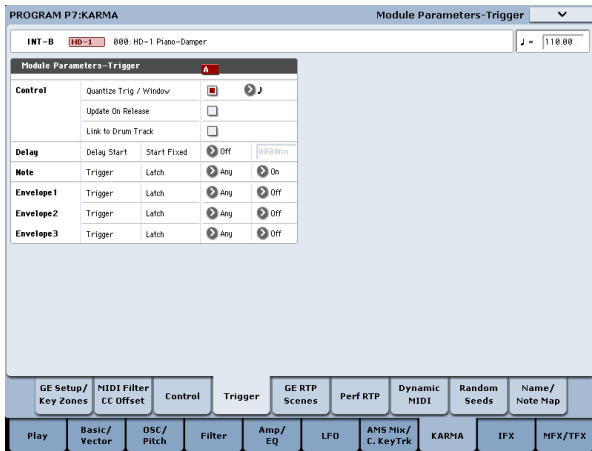 PROGRAM P7:KARMA Module Parameters-Trigger
INT-B HD-1 000: HD-1 Piano-Damper ♩ = 110.00
Module Parameters-Trigger A
Control Quantize Trig / Window
Update On Release
Link to Drum Track
Delay Delay Start Start Fixed Off 0000ms
Note Trigger Latch Any On
Envelope1 Trigger Latch Any Off
Envelope2 Trigger Latch Any Off
Envelope3 Trigger Latch Any Off
GE Setup/ MIDI Filter Control Trigger GE RTP Perf RTP Dynamic Random Name/
Key Zones CC Offset Scenes MIDI Seeds Note Map
Play Basic/ OSC/ Filter Amp/ LFO AMS Mix/ KARMA IFX MFX/TFX
Vector Pitch EQ C. KeyTrk